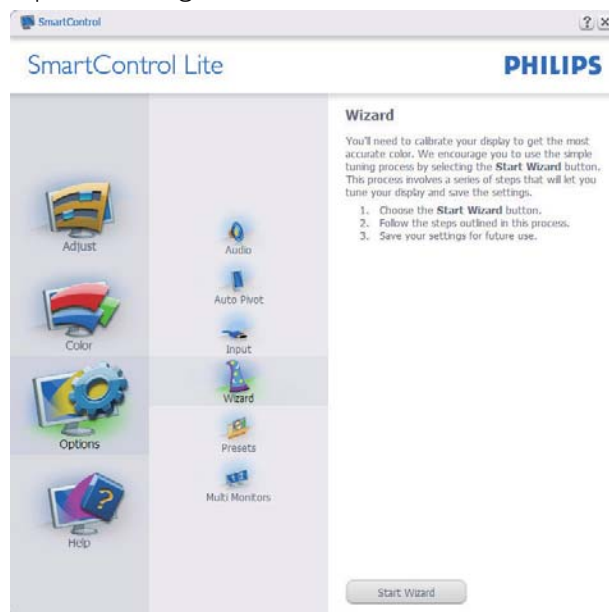 SmartControl
SmartControl Lite
PHILIPS
Adjust
Color
Options
Help
Audio
Auto Pivot
Input
Wizard
Presets
Multi Monitors
Wizard
You'll need to calibrate your display to get the most
accurate color. We encourage you to use the simple
tuning process by selecting the Start Wizard button.
This process involves a series of steps that will let you
tune your display and save the settings.
1. Choose the Start Wizard button.
2. Follow the steps outlined in this process.
3. Save your settings for future use.
Start Wizard